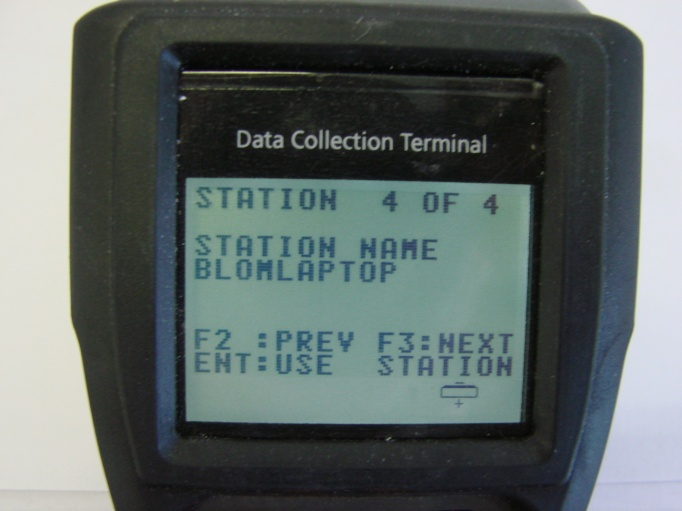 Data Collection Terminal
STATION 4 OF 4
STATION NAME
BLOMLAPTOP
F2 :PREV F3:NEXT
ENT:USE STATION